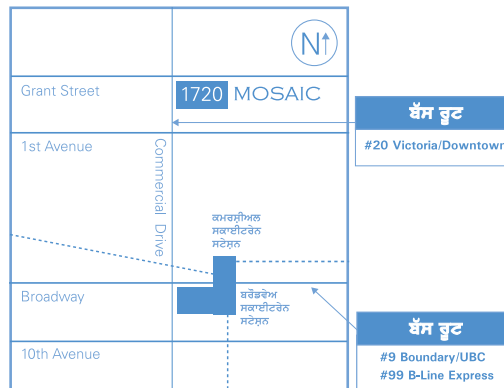 N
Grant Street
1720 MOSAIC
ਬੱਸ ਰੂਟ
#20 Victoria/Downtown
1st Avenue
Commercial Drive
ਕਮਰਸ਼ੀਅਲ
ਸਕਾਈਟਰੇਨ
ਸਟੇਸ਼ਨ
Broadway
ਬਰੌਡਵੇਅ
ਸਕਾਈਟਰੇਨ
ਸਟੇਸ਼ਨ
ਬੱਸ ਰੂਟ
#9 Boundary/UBC
#99 B-Line Express
10th Avenue